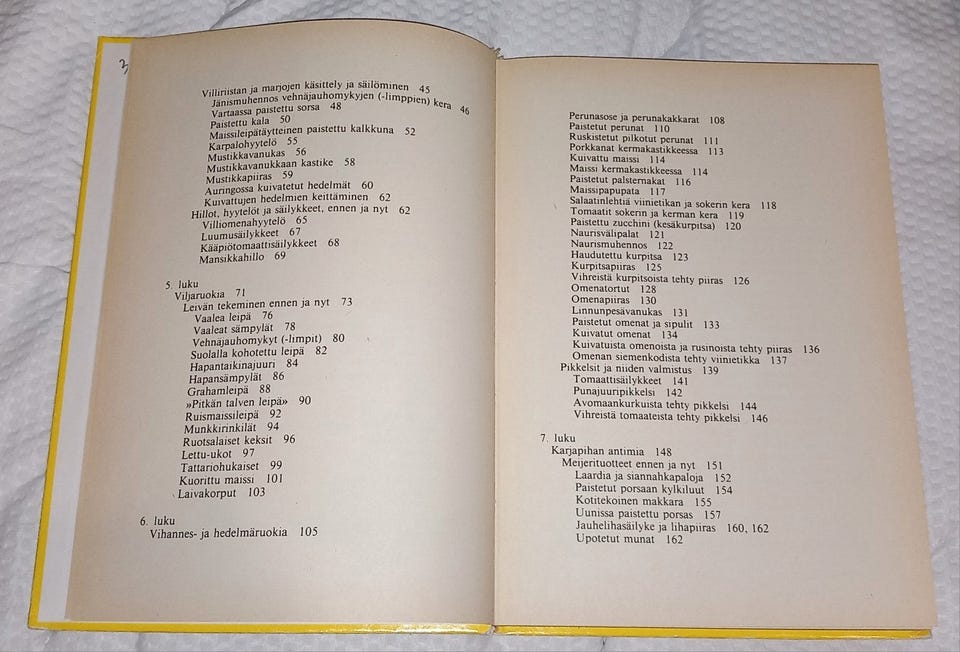 3
Villiriistan ja marjojen käsittely ja säilöminen 45
Jänismuhennos vehnäjauhomykyjen (-limppien) kera 46
Vartaassa paistettu sorsa 48
Paistettu kala 50
Maissileipätäytteinen paistettu kalkkuna 52
Karpalohyytelö 55
Mustikkavanukas 56
Mustikkavanukkaan kastike 58
Mustikkapiiras 59
Auringossa kuivatetut hedelmät 60
Kuivattujen hedelmien keittäminen 62
Hillot, hyytelöt ja säilykkeet, ennen ja nyt 62
Villiomenahyytelö 65
Luumusäilykkeet 67
Kääpiötomaattisäilykkeet 68
Mansikkahillo 69
5. luku
Viljaruokia 71
Leivän tekeminen ennen ja nyt 73
Vaalea leipä 76
Vaaleat sämpylät 78
Vehnäjauhomykyt (-limpit) 80
Suolalla kohotettu leipä 82
Hapantaikinajuuri 84
Hapansämpylät 86
Grahamleipä 88
»Pitkän talven leipä» 90
Ruismaissileipä 92
Munkkirinkilät 94
Ruotsalaiset keksit 96
Lettu-ukot 97
Tattariohukaiset 99
Kuorittu maissi 101
Laivakorput 103
6. luku
Vihannes- ja hedelmäruokia 105
Perunasose ja perunakakkarat 108
Paistetut perunat 110
Ruskistetut pilkotut perunat 111
Porkkanat kermakastikkeessa 113
Kuivattu maissi 114
Maissi kermakastikkeessa 114
Paistetut palsternakat 116
Maissipapupata 117
Salaatinlehtiä viinietikan ja sokerin kera 118
Tomaatit sokerin ja kerman kera 119
Paistettu zucchini (kesäkurpitsa) 120
Naurisvälipalat 121
Naurismuhennos 122
Haudutettu kurpitsa 123
Kurpitsapiiras 125
Vihreistä kurpitsoista tehty piiras 126
Omenatortut 128
Omenapiiras 130
Linnunpesävanukas 131
Paistetut omenat ja sipulit 133
Kuivatut omenat 134
Kuivatuista omenoista ja rusinoista tehty piiras 136
Omenan siemenkodista tehty viinietikka 137
Pikkelsit ja niiden valmistus 139
Tomaattisäilykkeet 141
Punajuuripikkelsi 142
Avomaankurkuista tehty pikkelsi 144
Vihreistä tomaateista tehty pikkelsi 146
7. luku
Karjapihan antimia 148
Meijerituotteet ennen ja nyt 151
Laardia ja siannahkapaloja 152
Paistetut porsaan kylkiluut 154
Kotitekoinen makkara 155
Uunissa paistettu porsas 157
Jauhelihasäilyke ja lihapiiras 160, 162
Upotetut munat 162